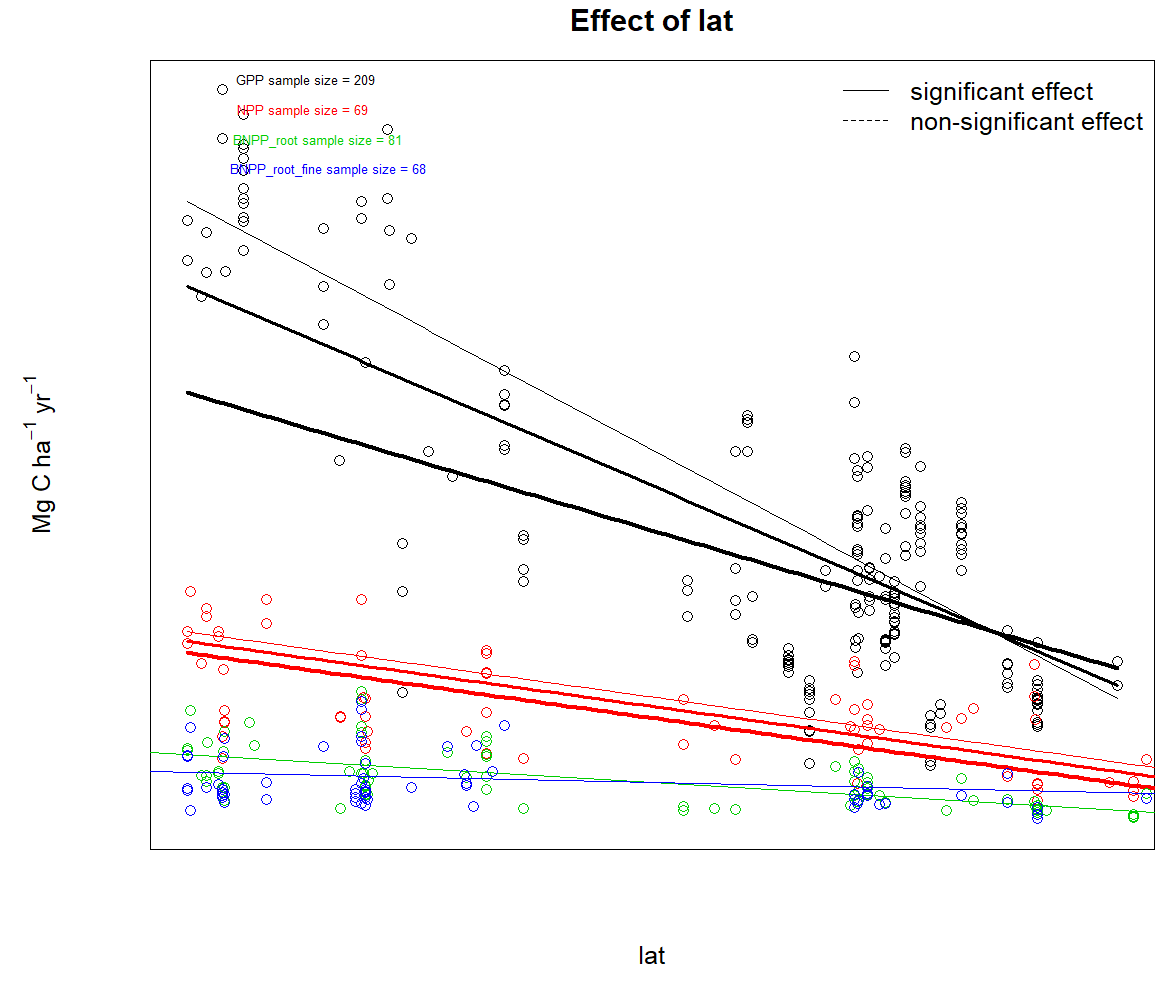 Effect of lat
GPP sample size = 209
NPP sample size = 69
BNPP_root sample size = 81
BNPP_root_fine sample size = 68
significant effect
non-significant effect
Mg C ha⁻¹ yr⁻¹
lat